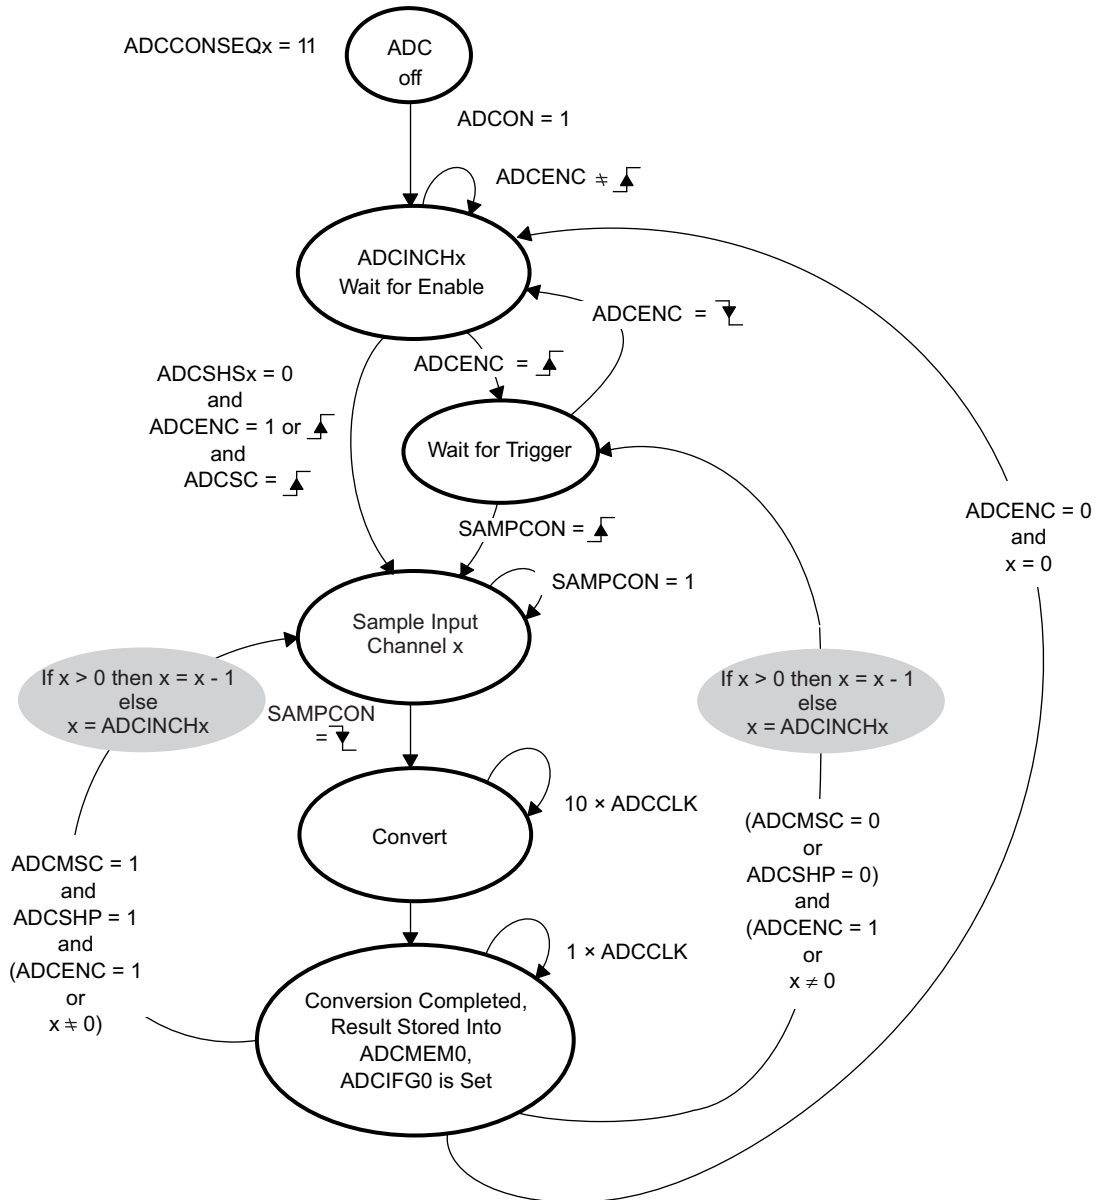 ADCCONSEQx = 11
ADC
off
ADCON = 1
ADCENC ≠
ADCINCHx
Wait for Enable
ADCENC =
ADCENC =
ADCSHSx = 0
and
ADCENC = 1 or
and
ADCSC =
Wait for Trigger
SAMPCON =
ADCENC = 0
and
x = 0
SAMPCON = 1
Sample Input
Channel x
If x > 0 then x = x - 1
else
x = ADCINCHx
If x > 0 then x = x - 1
else
x = ADCINCHx
SAMPCON
=
10 × ADCCLK
Convert
(ADCMSC = 0
or
ADCSHP = 0)
and
(ADCENC = 1
or
x ≠ 0
ADCMSC = 1
and
ADCSHP = 1
and
(ADCENC = 1
or
x ≠ 0)
1 × ADCCLK
Conversion Completed,
Result Stored Into
ADCMEM0,
ADCIFG0 is Set